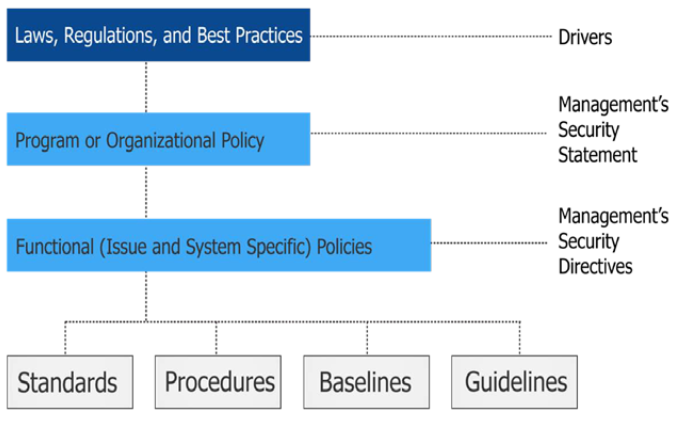 Laws, Regulations, and Best Practices
Drivers
Program or Organizational Policy
Management's
Security
Statement
Functional (Issue and System Specific) Policies
Management's
Security
Directives
Standards
Procedures
Baselines
Guidelines